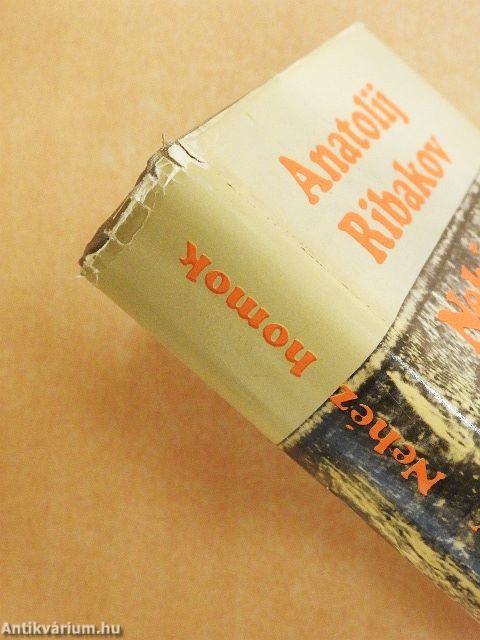 Anatolij
Ribakov
Nehéz homok
Antikvárium.hu